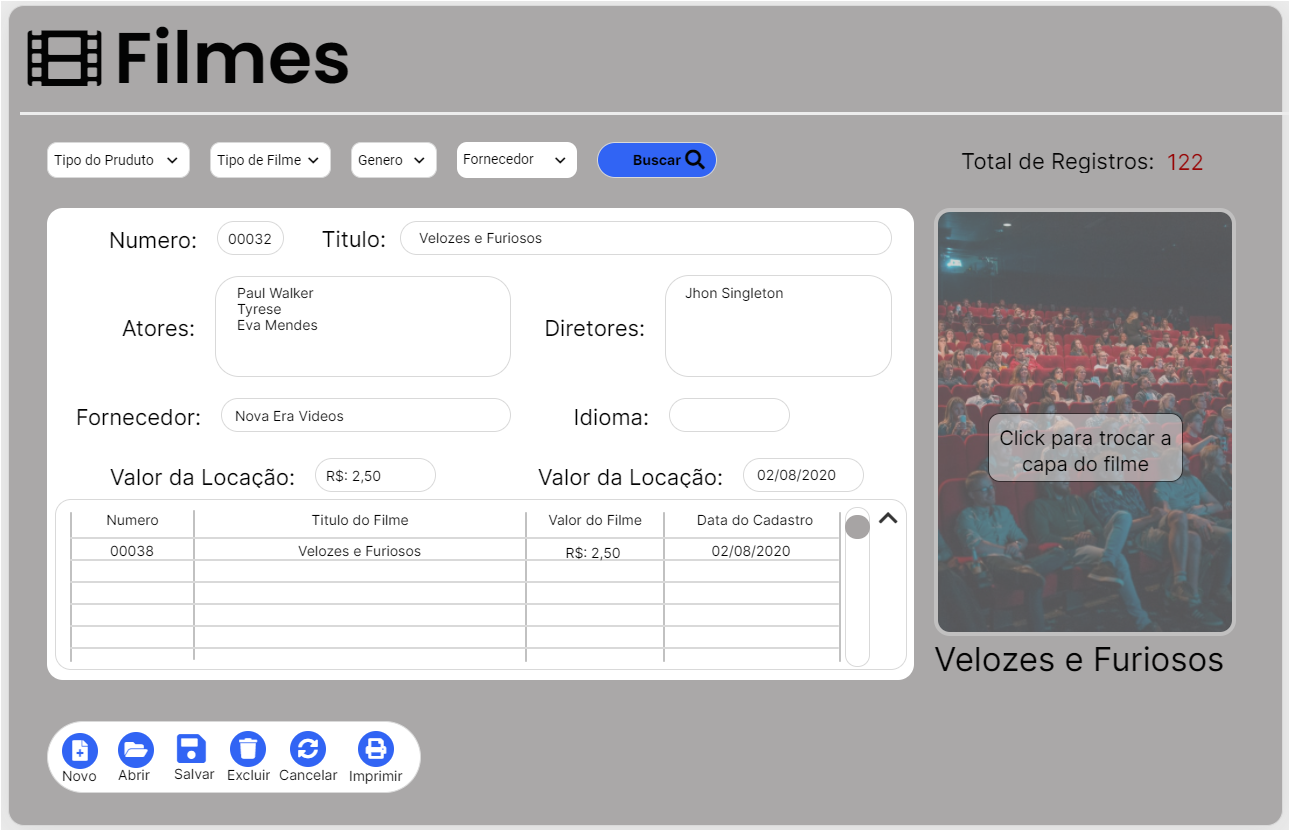 Filmes
Tipo do Pruduto
Tipo de Filme
Genero
Fornecedor
Buscar
Total de Registros: 122
Numero: 00032 Titulo: Velozes e Furiosos
Atores:
Paul Walker
Tyrese
Eva Mendes
Diretores:
Jhon Singleton
Fornecedor: Nova Era Videos
Idioma:
Valor da Locação: R$: 2,50
Valor da Locação: 02/08/2020
Numero Titulo do Filme Valor do Filme Data do Cadastro
00038 Velozes e Furiosos R$: 2,50 02/08/2020
Click para trocar a
capa do filme
Velozes e Furiosos
Novo Abrir Salvar Excluir Cancelar Imprimir